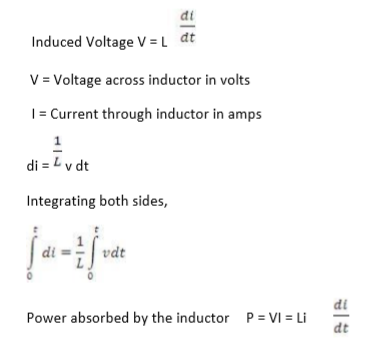 Induced Voltage V = L di/dt
V = Voltage across inductor in volts
I = Current through inductor in amps
di = 1/L v dt
Integrating both sides,
∫₀ᵗ di = 1/L ∫₀ᵗ vdt
Power absorbed by the inductor P = VI = Li di/dt